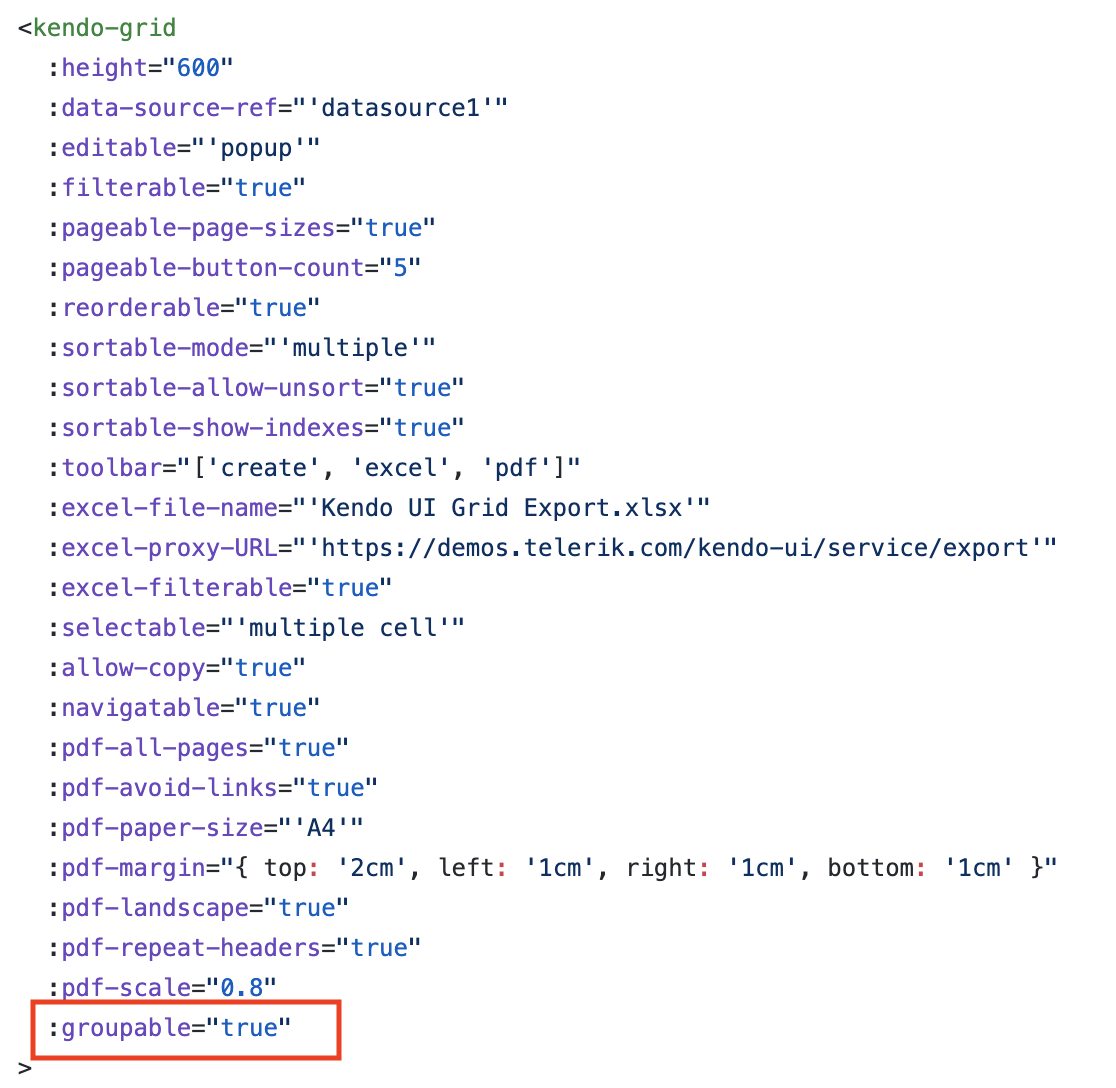 <kendo-grid
:height="600"
:data-source-ref="'datasource1'"
:editable="'popup'"
:filterable="true"
:pageable-page-sizes="true"
:pageable-button-count="5"
:reorderable="true"
:sortable-mode="'multiple'"
:sortable-allow-unsort="true"
:sortable-show-indexes="true"
:toolbar="['create', 'excel', 'pdf']"
:excel-file-name="'Kendo UI Grid Export.xlsx'"
:excel-proxy-URL="'https://demos.telerik.com/kendo-ui/service/export'"
:excel-filterable="true"
:selectable="'multiple cell'"
:allow-copy="true"
:navigatable="true"
:pdf-all-pages="true"
:pdf-avoid-links="true"
:pdf-paper-size="'A4'"
:pdf-margin="{ top: '2cm', left: '1cm', right: '1cm', bottom: '1cm' }"
:pdf-landscape="true"
:pdf-repeat-headers="true"
:pdf-scale="0.8"
:groupable="true"
>